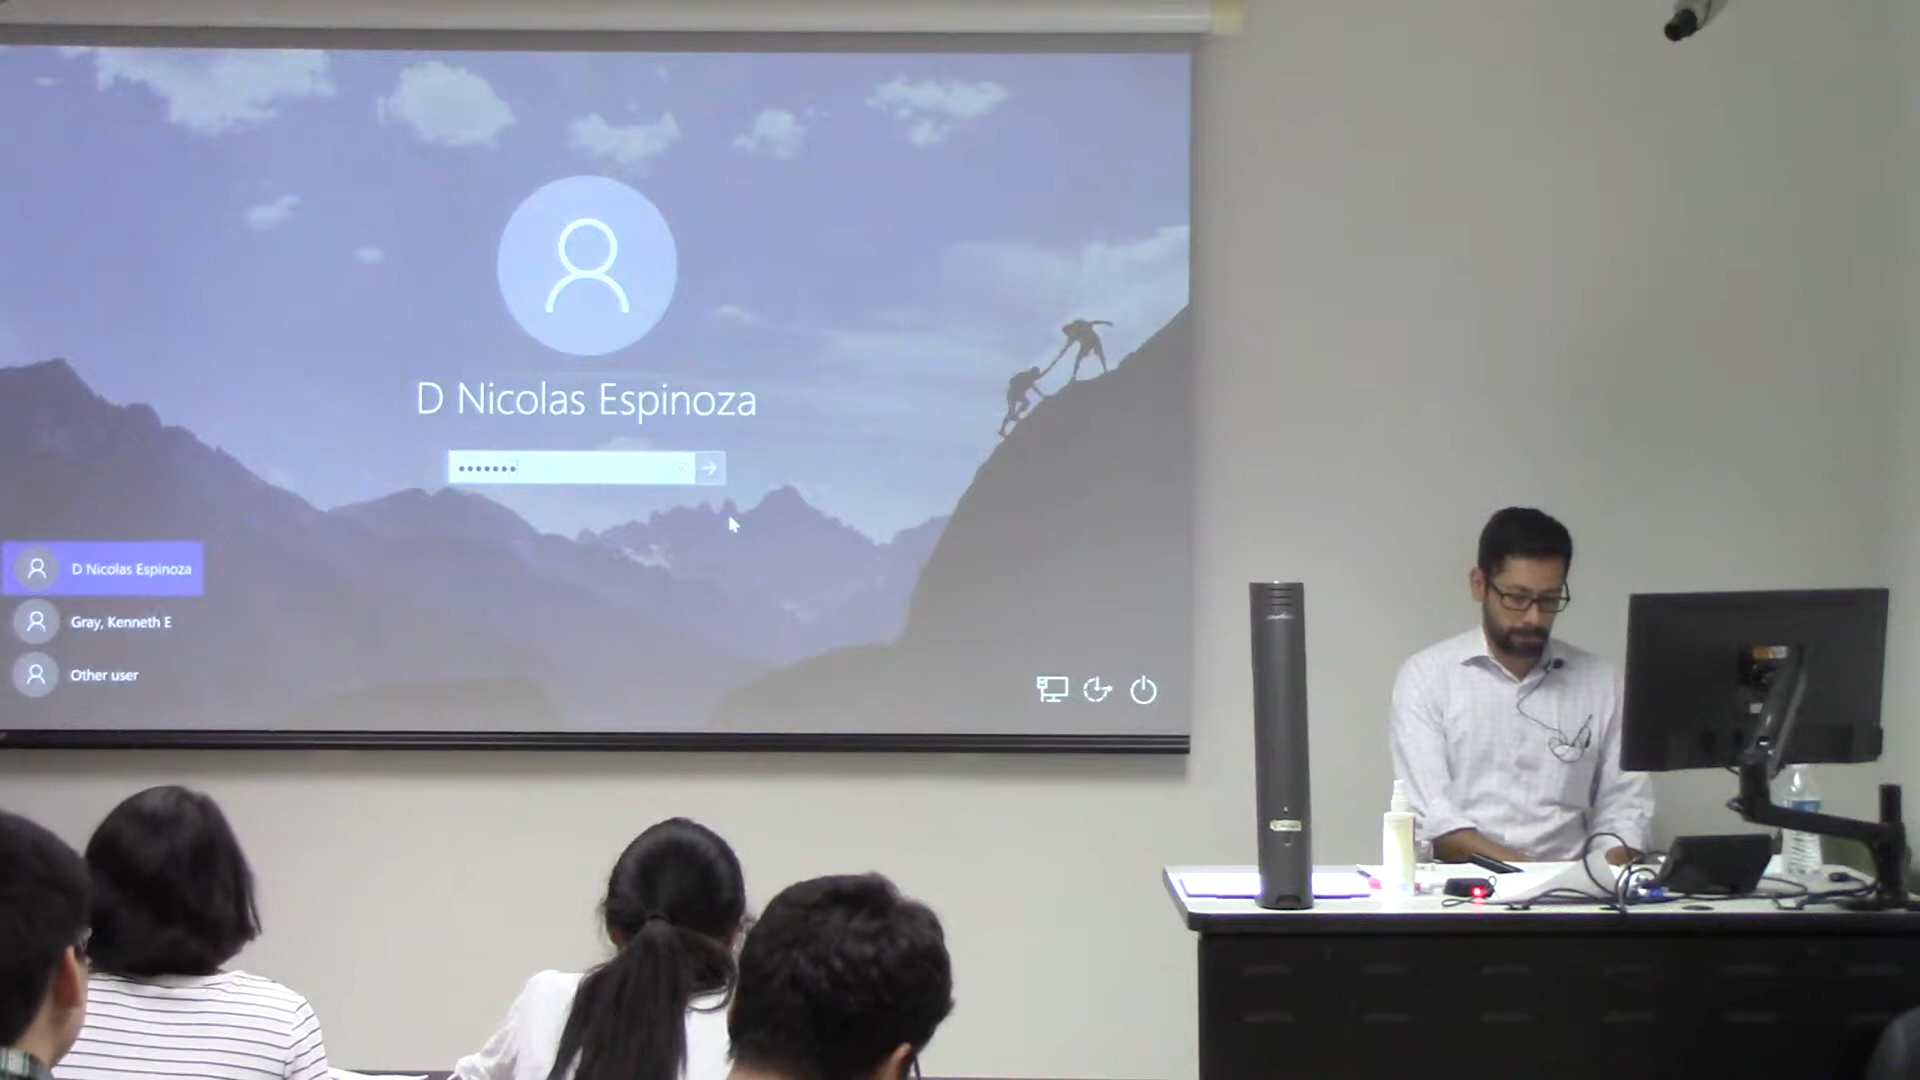 D Nicolas Espinoza
D Nicolas Espinoza
Gray, Kenneth E
Other user